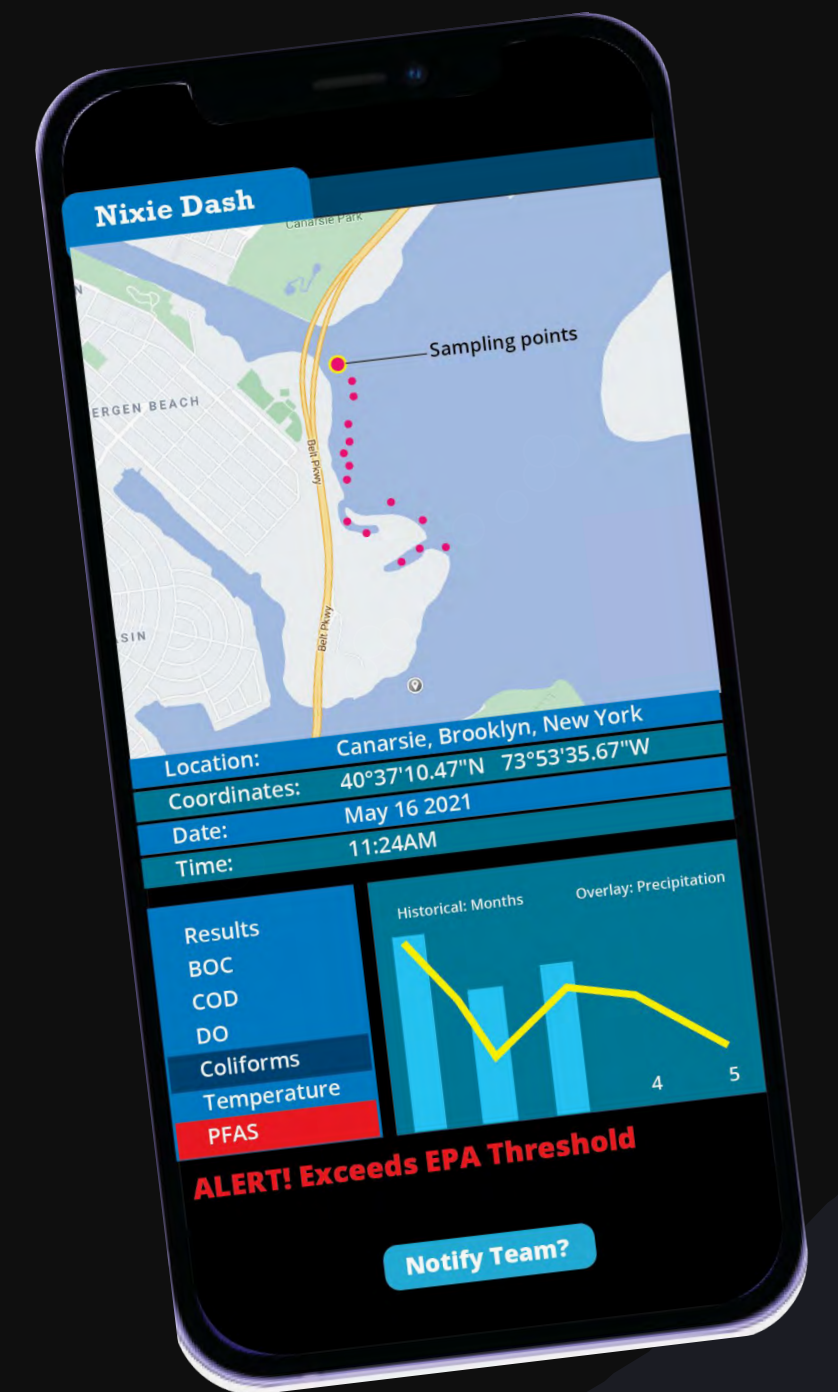 Nixie Dash
Canarsie Park
Sampling points
ERGEN BEACH
Belt Pkwy
SIN
Belt Pkwy
Location: Canarsie, Brooklyn, New York
Coordinates: 40°37'10.47"N 73°53'35.67"W
Date: May 16 2021
Time: 11:24AM
Results
BOC
COD
DO
Coliforms
Temperature
PFAS
Historical: Months
Overlay: Precipitation
4
5
ALERT! Exceeds EPA Threshold
Notify Team?